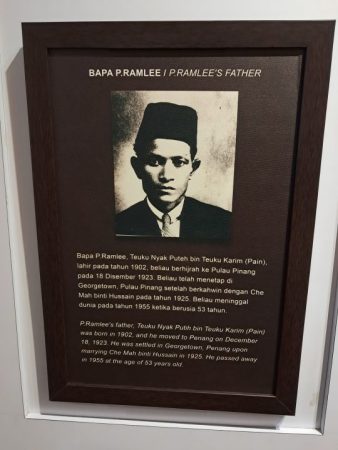 BAPA P.RAMLEE / P.RAMLEE'S FATHER
Bapa P.Ramlee, Teuku Nyak Puteh bin Teuku Karim (Pain),
lahir pada tahun 1902, beliau berhijrah ke Pulau Pinang
pada 18 Disember 1923. Beliau telah menetap di
Georgetown, Pulau Pinang setelah berkahwin dengan Che
Mah binti Hussain pada tahun 1925. Beliau meninggal
dunia pada tahun 1955 ketika berusia 53 tahun.
P.Ramlee's father, Teuku Nyak Putih bin Teuku Karim (Pain)
was born in 1902, and he moved to Penang on December
18, 1923. He was settled in Georgetown, Penang upon
marrying Che Mah binti Hussain in 1925. He passed away
in 1955 at the age of 53 years old.